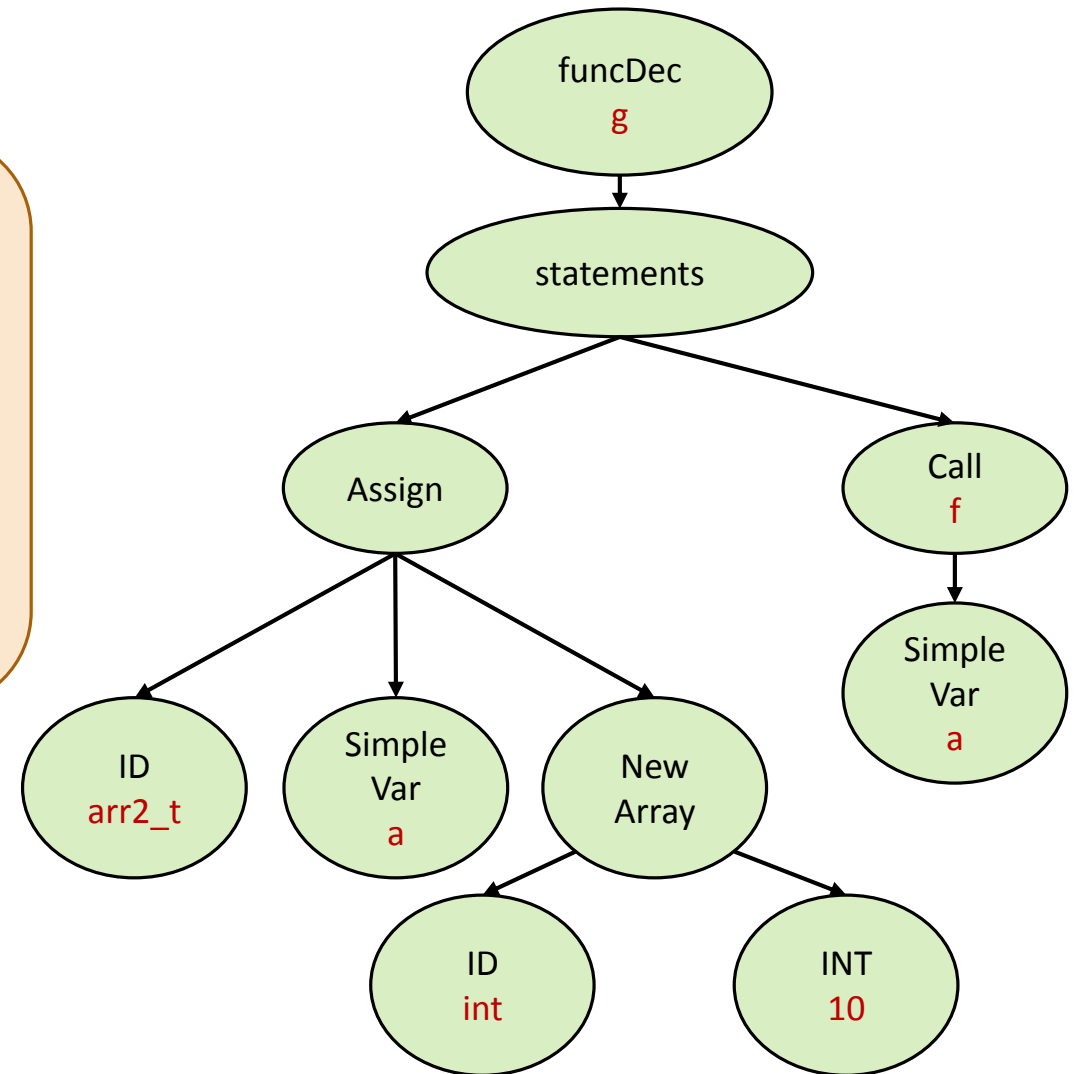 funcDec
g
statements
Assign
Call
f
Simple
Var
a
ID
arr2_t
Simple
Var
a
New
Array
ID
int
INT
10